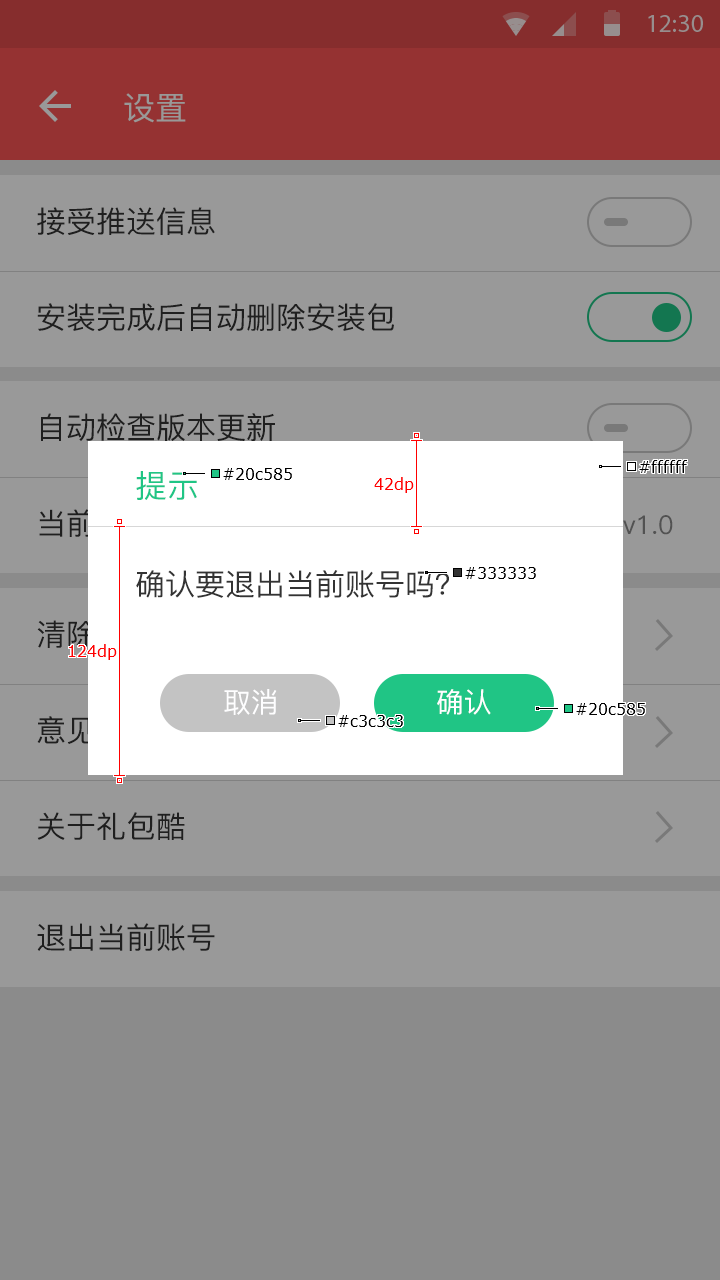 12:30
设置
接受推送信息
安装完成后自动删除安装包
自动检查版本更新
#ffffff
提示
#20c585
42dp
当前
v1.0
确认要退出当前账号吗?
#333333
清除
124dp
取消
确认
#20c585
#c3c3c3
意见
关于礼包酷
退出当前账号